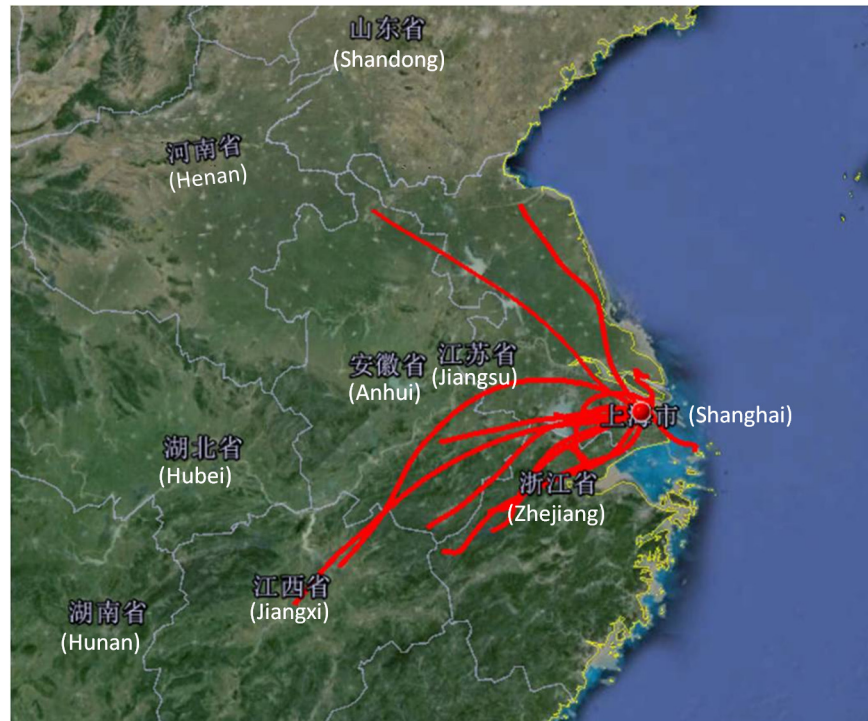 山东省
(Shandong)
河南省
(Henan)
安徽省
(Anhui)
江苏省
(Jiangsu)
上海市 (Shanghai)
湖北省
(Hubei)
浙江省
(Zhejiang)
江西省
(Jiangxi)
湖南省
(Hunan)